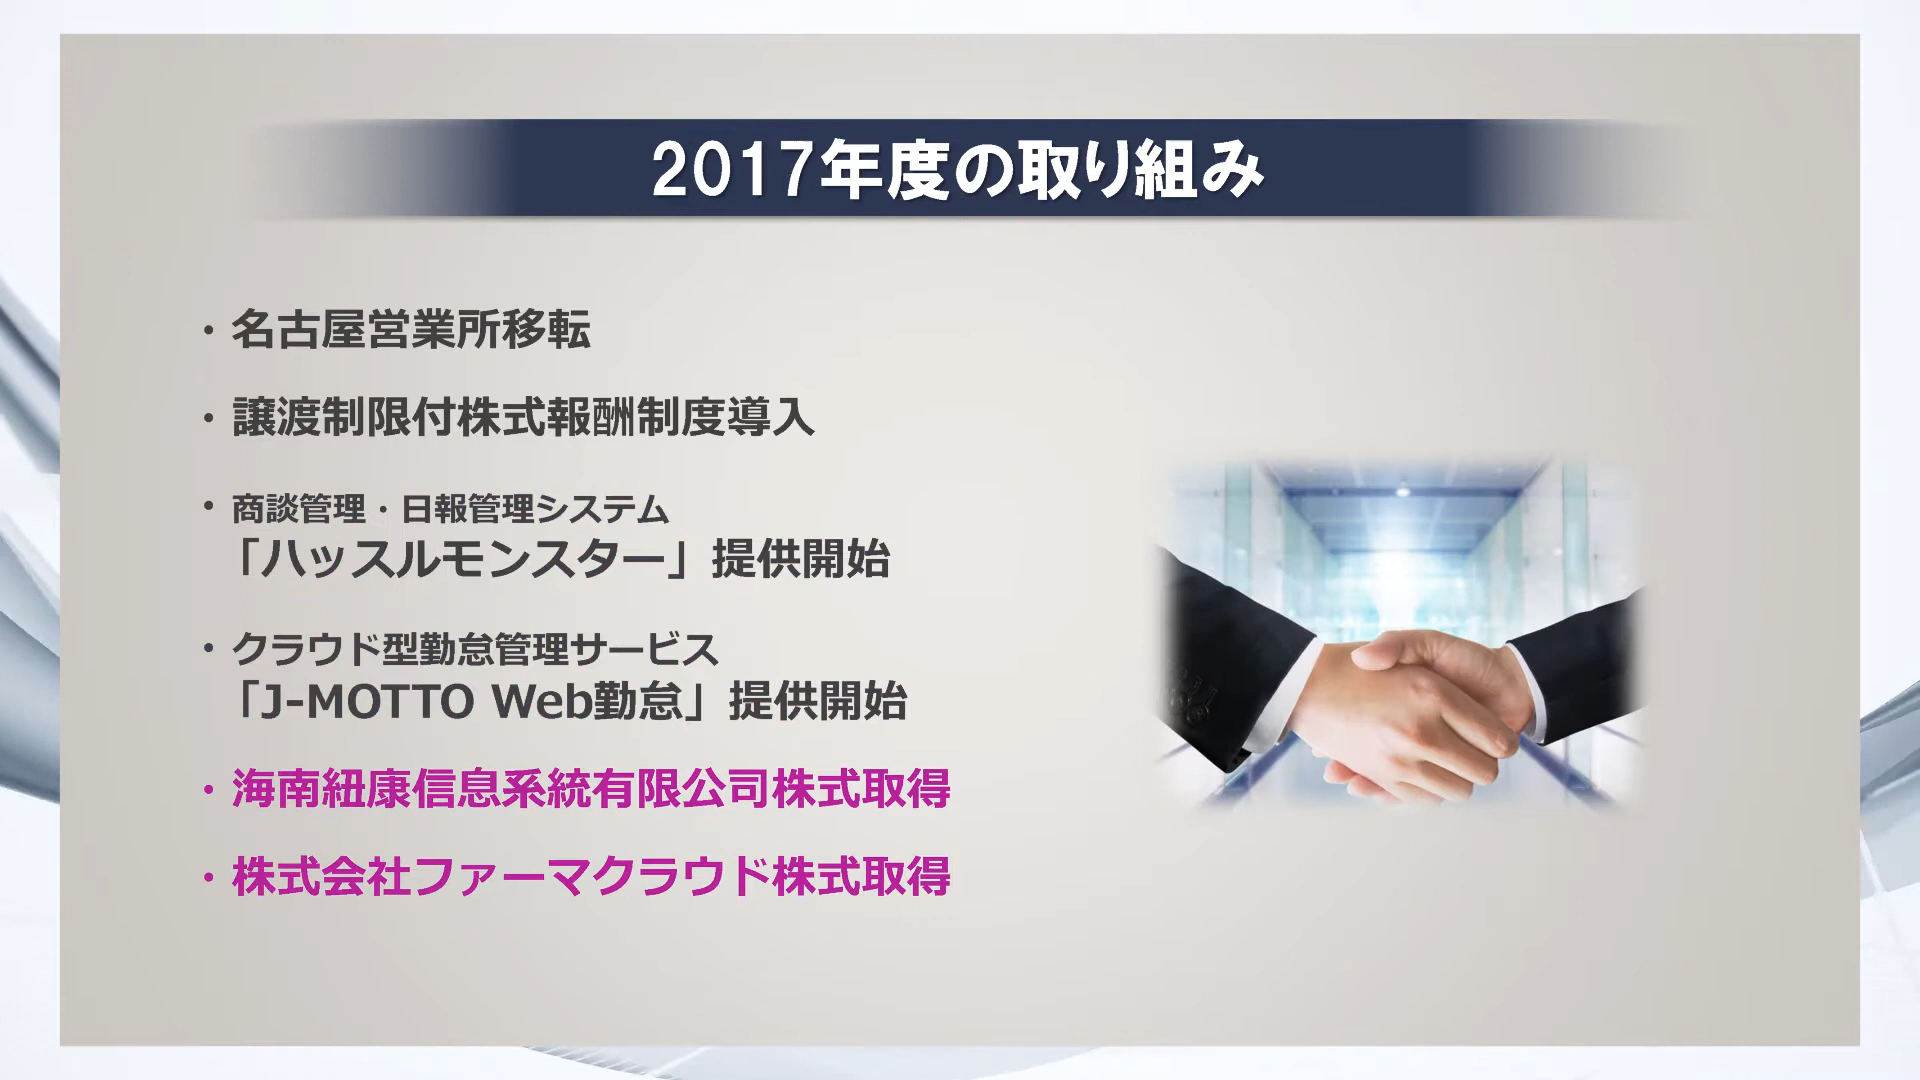 2017年度の取り組み
・名古屋営業所移転
・譲渡制限付株式報酬制度導入
・商談管理・日報管理システム
「ハッスルモンスター」提供開始
・クラウド型勤怠管理サービス
「J-MOTTO Web勤怠」提供開始
・海南紐康信息系統有限公司株式取得
・株式会社ファーマクラウド株式取得